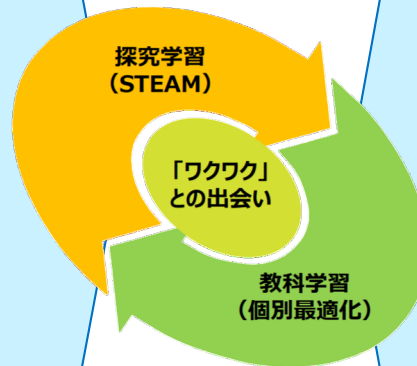 探究学習
（STEAM）
「ワクワク」
との出会い
教科学習
（個別最適化）